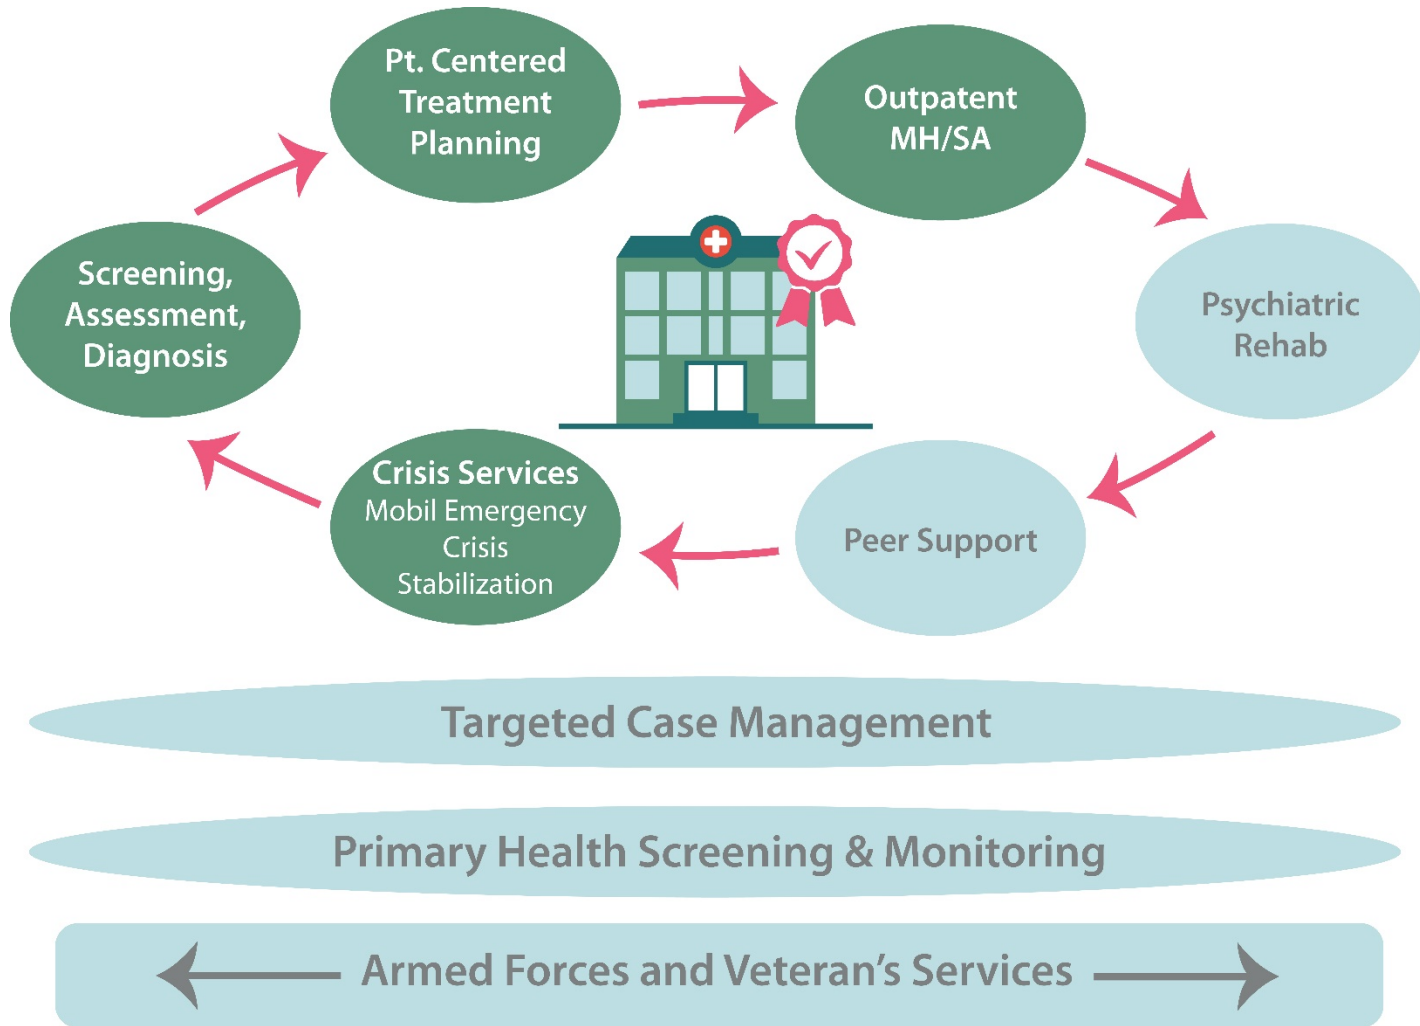 Pt. Centered
Treatment
Planning
Outpatent
MH/SA
Screening,
Assessment,
Diagnosis
Psychiatric
Rehab
Crisis Services
Mobil Emergency
Crisis
Stabilization
Peer Support
Targeted Case Management
Primary Health Screening & Monitoring
Armed Forces and Veteran’s Services